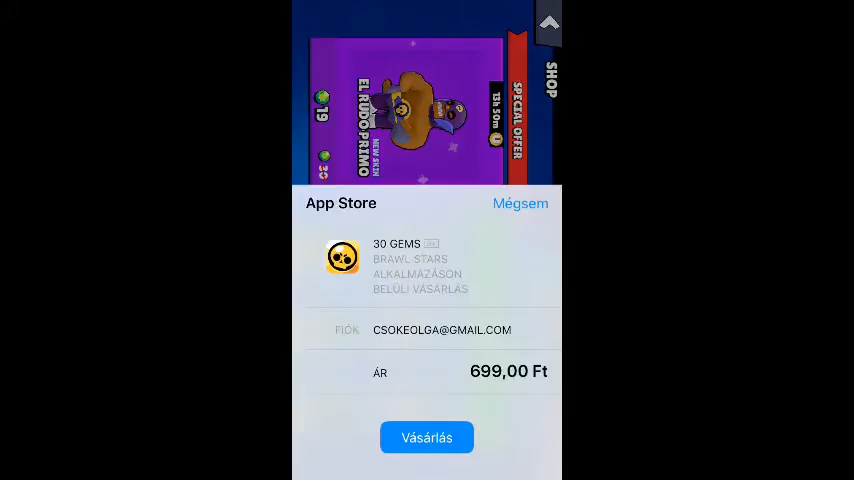 SHOP
SPECIAL OFFER
13h 50m
NEW SKIN
EL RUDO PRIMO
30
19
App Store
Mégsem
30 GEMS
BRAWL STARS
ALKALMAZÁSON
BELÜLI VÁSÁRLÁS
FIÓK
CSOKEOLGA@GMAIL.COM
ÁR
699,00 Ft
Vásárlás